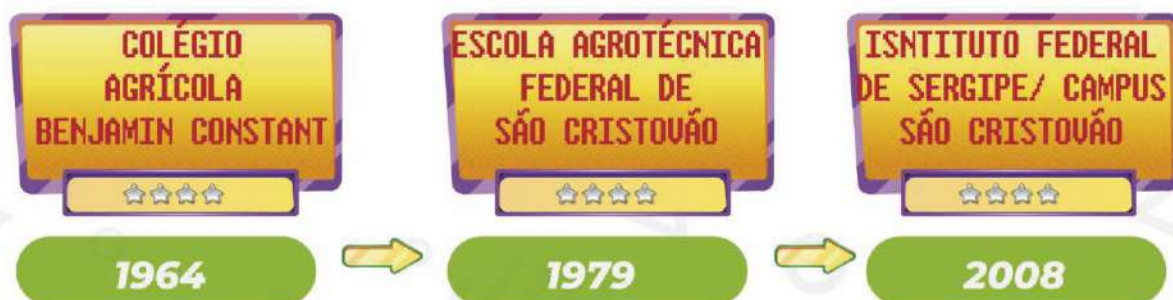 COLÉGIO
AGRÍCOLA
BENJAMIN CONSTANT
1964
ESCOLA AGROTÉCNICA
FEDERAL DE
SÃO CRISTOVÃO
1979
ISNTITUTO FEDERAL
DE SERGIPE/ CAMPUS
SÃO CRISTOVÃO
2008